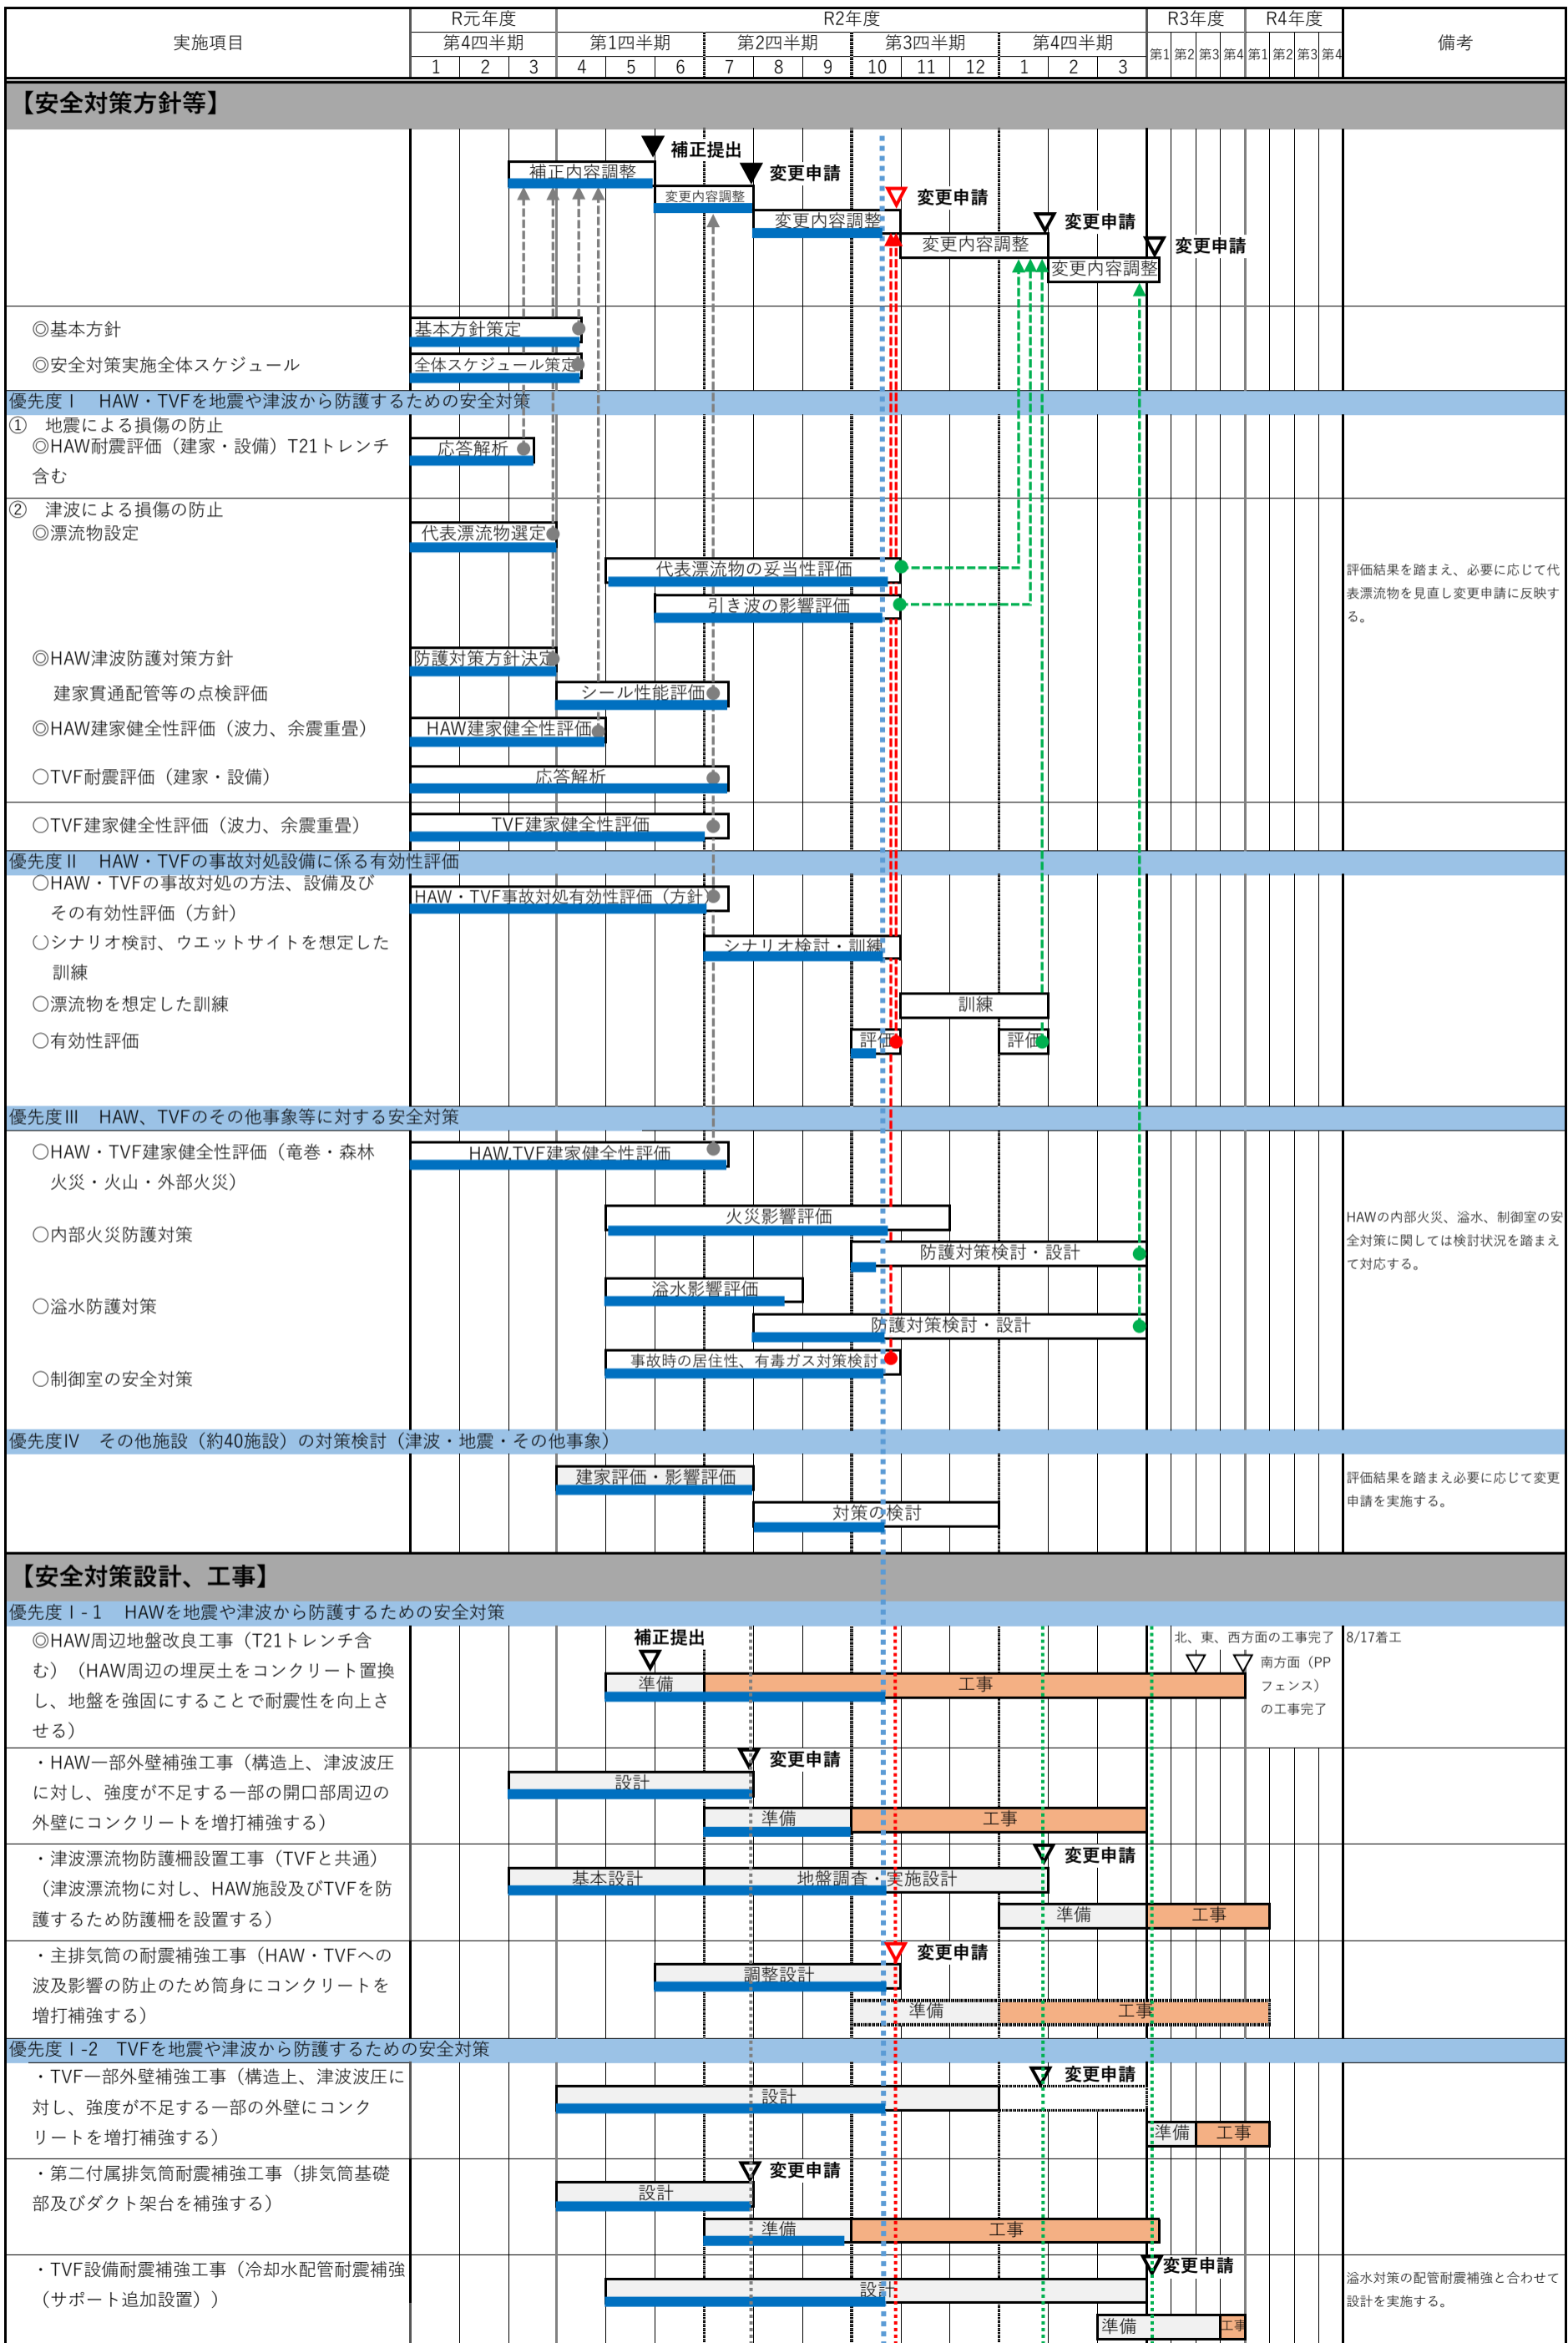 実施項目
R元年度
R2年度
R3年度
R4年度
備考
第4四半期
第1四半期
第2四半期
第3四半期
第4四半期
第1 第2 第3 第4 第1 第2 第3 第4
1 2 3 4 5 6 7 8 9 10 11 12 1 2 3
【安全対策方針等】
補正提出
補正内容調整
変更申請
変更内容調整
変更申請
変更内容調整
変更申請
変更内容調整
変更申請
変更内容調整
◎基本方針
基本方針策定
◎安全対策実施全体スケジュール
全体スケジュール策定
優先度Ⅰ　HAW・TVFを地震や津波から防護するための安全対策
①　地震による損傷の防止
◎HAW耐震評価（建家・設備）T21トレンチ
含む
応答解析
②　津波による損傷の防止
◎漂流物設定
代表漂流物選定
代表漂流物の妥当性評価
引き波の影響評価
評価結果を踏まえ、必要に応じて代
表漂流物を見直し変更申請に反映す
る。
◎HAW津波防護対策方針
防護対策方針決定
建家貫通配管等の点検評価
シール性能評価
◎HAW建家健全性評価（波力、余震重畳）
HAW建家健全性評価
○TVF耐震評価（建家・設備）
応答解析
○TVF建家健全性評価（波力、余震重畳）
TVF建家健全性評価
優先度Ⅱ　HAW・TVFの事故対処設備に係る有効性評価
○HAW・TVFの事故対処の方法、設備及び
その有効性評価（方針）
HAW・TVF事故対処有効性評価（方針）
○シナリオ検討、ウエットサイトを想定した
訓練
シナリオ検討・訓練
○漂流物を想定した訓練
訓練
○有効性評価
評価
評価
優先度Ⅲ　HAW、TVFのその他事象等に対する安全対策
○HAW・TVF建家健全性評価（竜巻・森林
火災・火山・外部火災）
HAW.TVF建家健全性評価
○内部火災防護対策
火災影響評価
防護対策検討・設計
HAWの内部火災、溢水、制御室の安
全対策に関しては検討状況を踏まえ
て対応する。
○溢水防護対策
溢水影響評価
防護対策検討・設計
○制御室の安全対策
事故時の居住性、有毒ガス対策検討
優先度Ⅳ　その他施設（約40施設）の対策検討（津波・地震・その他事象）
建家評価・影響評価
対策の検討
評価結果を踏まえ必要に応じて変更
申請を実施する。
【安全対策設計、工事】
優先度Ⅰ-1　HAWを地震や津波から防護するための安全対策
◎HAW周辺地盤改良工事（T21トレンチ含
む）（HAW周辺の埋戻土をコンクリート置換
し、地盤を強固にすることで耐震性を向上さ
せる）
補正提出
準備
工事
北、東、西方面の工事完了
南方面（PP
フェンス）
の工事完了
8/17着工
・HAW一部外壁補強工事（構造上、津波波圧
に対し、強度が不足する一部の開口部周辺の
外壁にコンクリートを増打補強する）
変更申請
設計
準備
工事
・津波漂流物防護柵設置工事（TVFと共通）
（津波漂流物に対し、HAW施設及びTVFを防
護するため防護柵を設置する）
変更申請
基本設計
地盤調査・実施設計
準備
工事
・主排気筒の耐震補強工事（HAW・TVFへの
波及影響の防止のため筒身にコンクリートを
増打補強する）
変更申請
調整設計
準備
工事
優先度Ⅰ-2　TVFを地震や津波から防護するための安全対策
・TVF一部外壁補強工事（構造上、津波波圧に
対し、強度が不足する一部の外壁にコンク
リートを増打補強する）
変更申請
設計
準備
工事
・第二付属排気筒耐震補強工事（排気筒基礎
部及びダクト架台を補強する）
変更申請
設計
準備
工事
・TVF設備耐震補強工事（冷却水配管耐震補強
（サポート追加設置））
変更申請
設計
準備
工事
溢水対策の配管耐震補強と合わせて
設計を実施する。